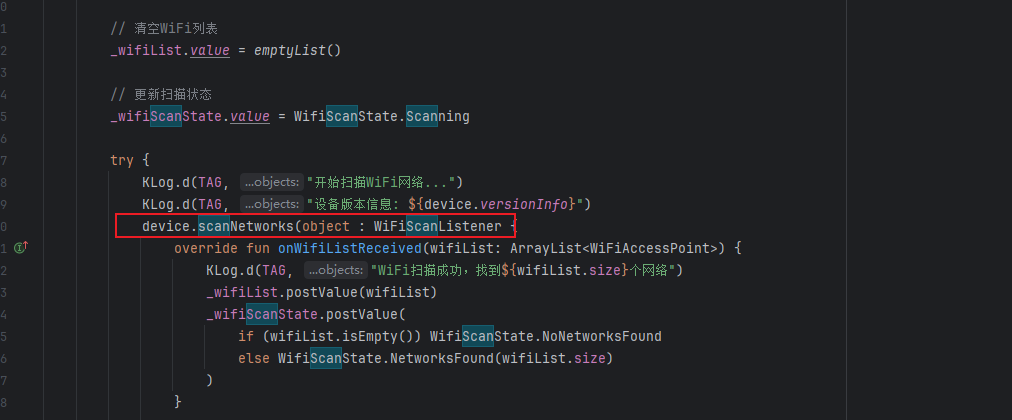 0
1 // 清空WiFi列表
2 _wifiList.value = emptyList()
3
4 // 更新扫描状态
5 _wifiScanState.value = WifiScanState.Scanning
6
7 try {
8 KLog.d(TAG, ...objects: "开始扫描WiFi网络...")
9 KLog.d(TAG, ...objects: "设备版本信息: ${device.versionInfo}")
0 device.scanNetworks(object : WiFiScanListener {
1 override fun onWifiListReceived(wifiList: ArrayList<WiFiAccessPoint>) {
2 KLog.d(TAG, ...objects: "WiFi扫描成功，找到${wifiList.size}个网络")
3 _wifiList.postValue(wifiList)
4 _wifiScanState.postValue(
5 if (wifiList.isEmpty()) WifiScanState.NoNetworksFound
6 else WifiScanState.NetworksFound(wifiList.size)
7 )
8 }